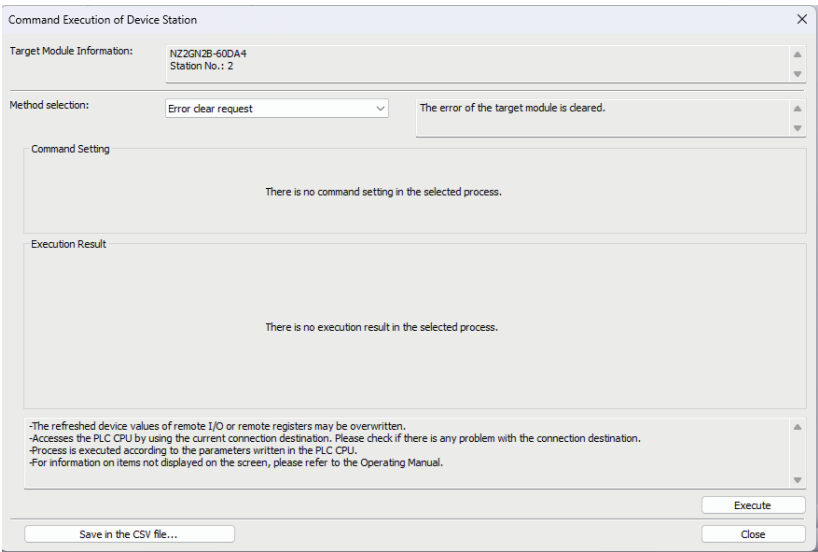 Command Execution of Device Station
Target Module Information:
NZ2GN2B-60DA4
Station No.: 2
Method selection:
Error clear request
The error of the target module is cleared.
Command Setting
There is no command setting in the selected process.
Execution Result
There is no execution result in the selected process.
-The refreshed device values of remote I/O or remote registers may be overwritten.
-Accesses the PLC CPU by using the current connection destination. Please check if there is any problem with the connection destination.
-Process is executed according to the parameters written in the PLC CPU.
-For information on items not displayed on the screen, please refer to the Operating Manual.
Execute
Save in the CSV file...
Close